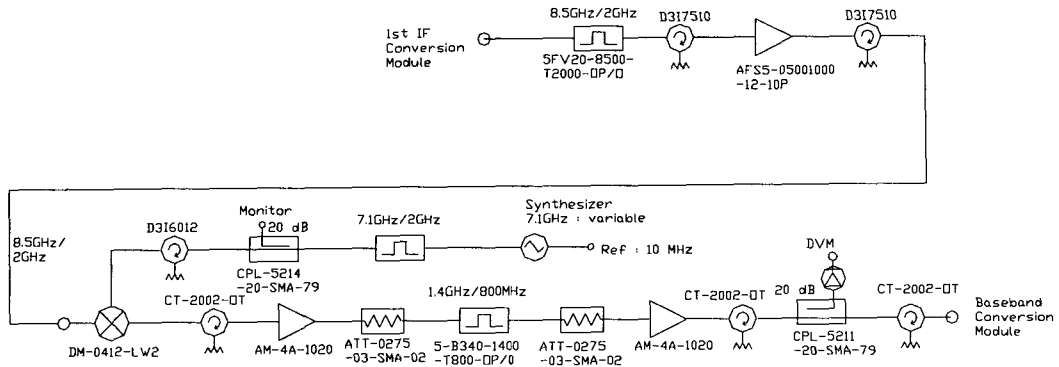 8.5GHz/2GHz
D3I7510
D3I7510
1st IF
Conversion
Module
5FV20-8500-
T2000-OP/O
AFS5-05001000
-12-10P
8.5GHz/
2GHz
D3I6012
Monitor
20 dB
7.1GHz/2GHz
Synthesizer
7.1GHz : variable
Ref : 10 MHz
CPL-5214
-20-SMA-79
DVM
CT-2002-OT
1.4GHz/800MHz
CT-2002-OT
20 dB
CT-2002-OT
Baseband
Conversion
Module
DM-0412-LW2
AM-4A-1020
ATT-0275
-03-SMA-02
5-B340-1400
-T800-OP/O
ATT-0275
-03-SMA-02
AM-4A-1020
CPL-5211
-20-SMA-79